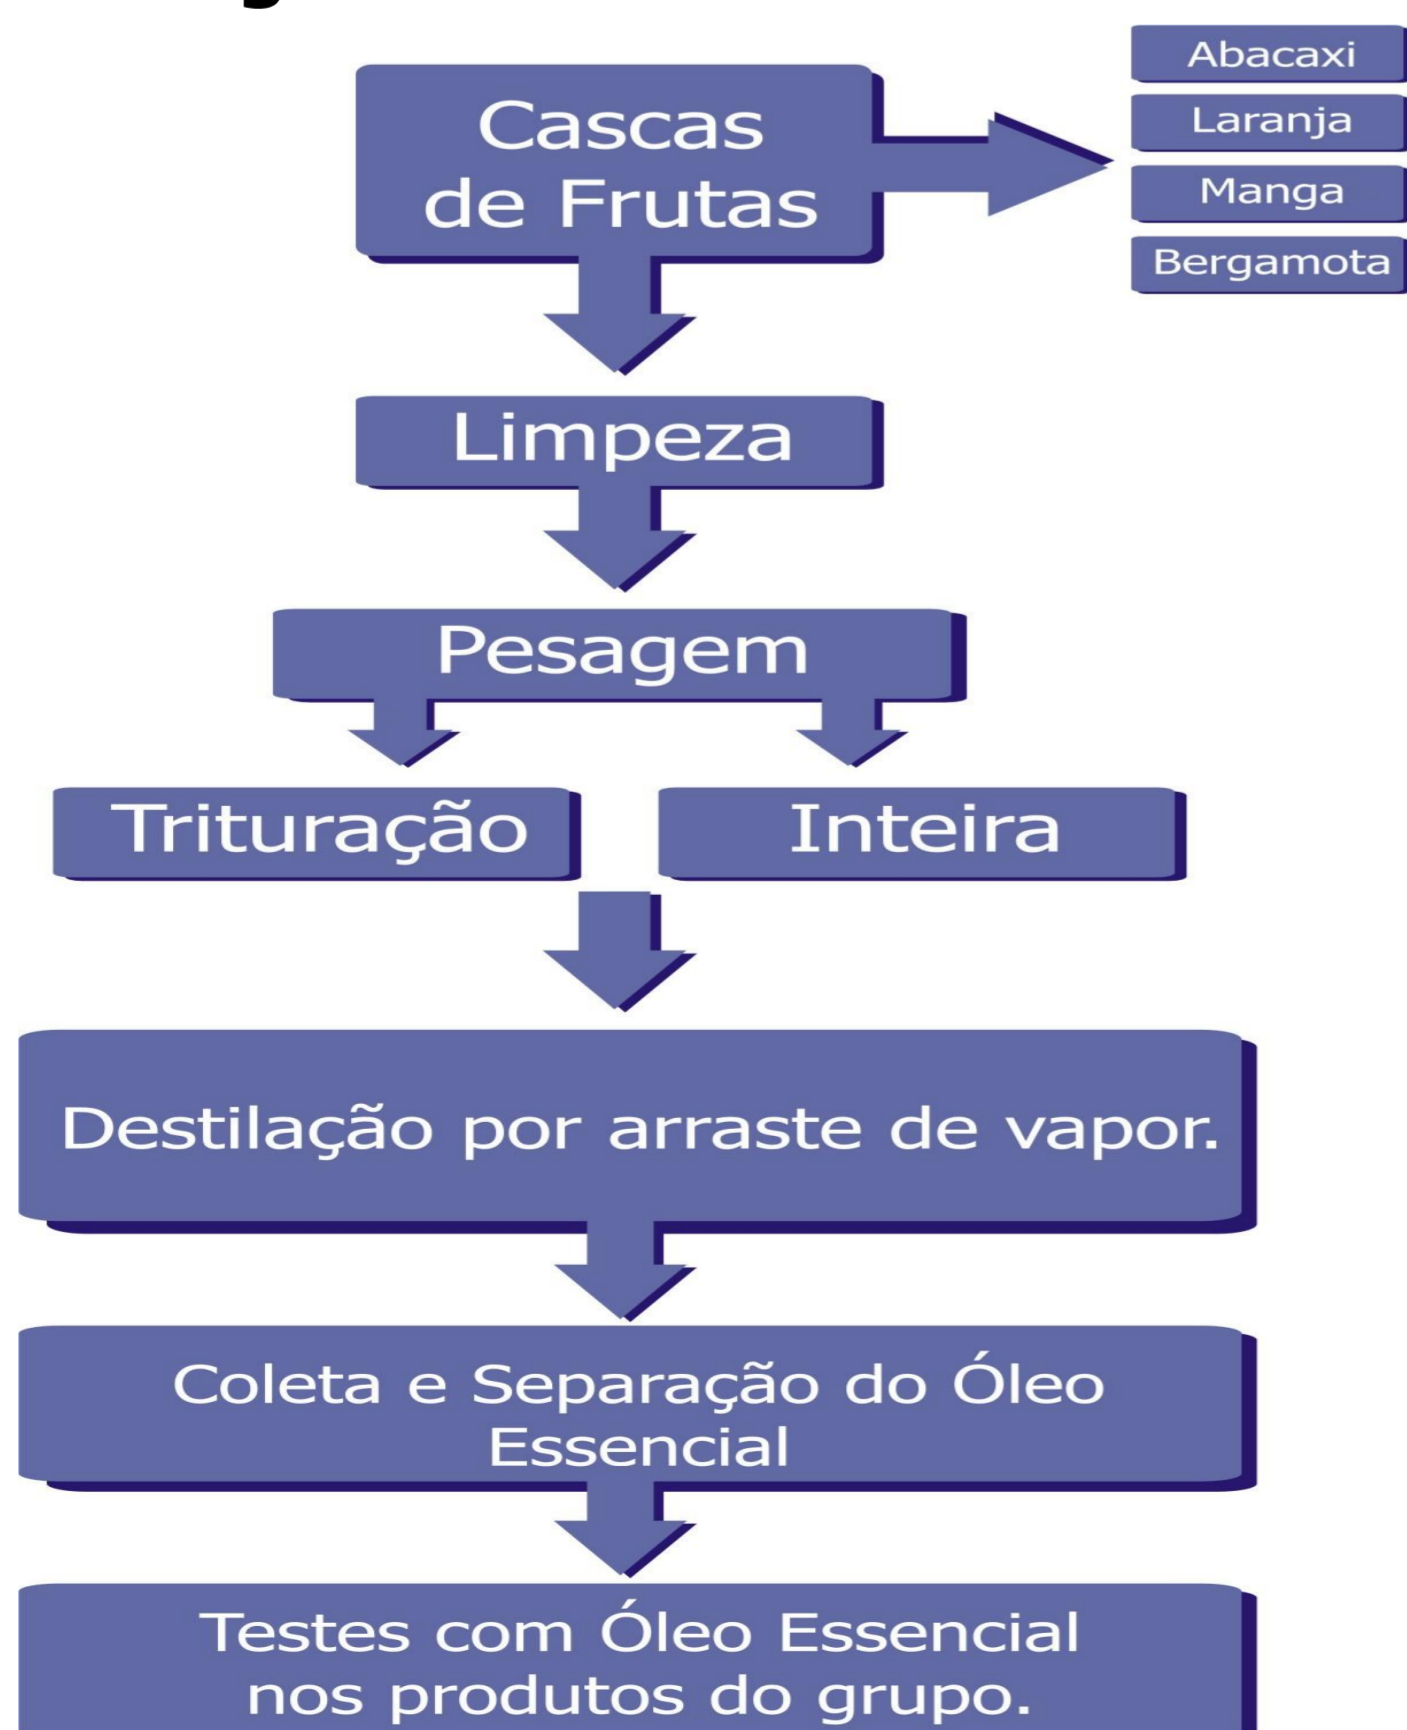 Cascas
de Frutas
Abacaxi
Laranja
Manga
Bergamota
Limpeza
Pesagem
Trituração
Inteira
Destilação por arraste de vapor.
Coleta e Separação do Óleo
Essencial
Testes com Óleo Essencial
nos produtos do grupo.